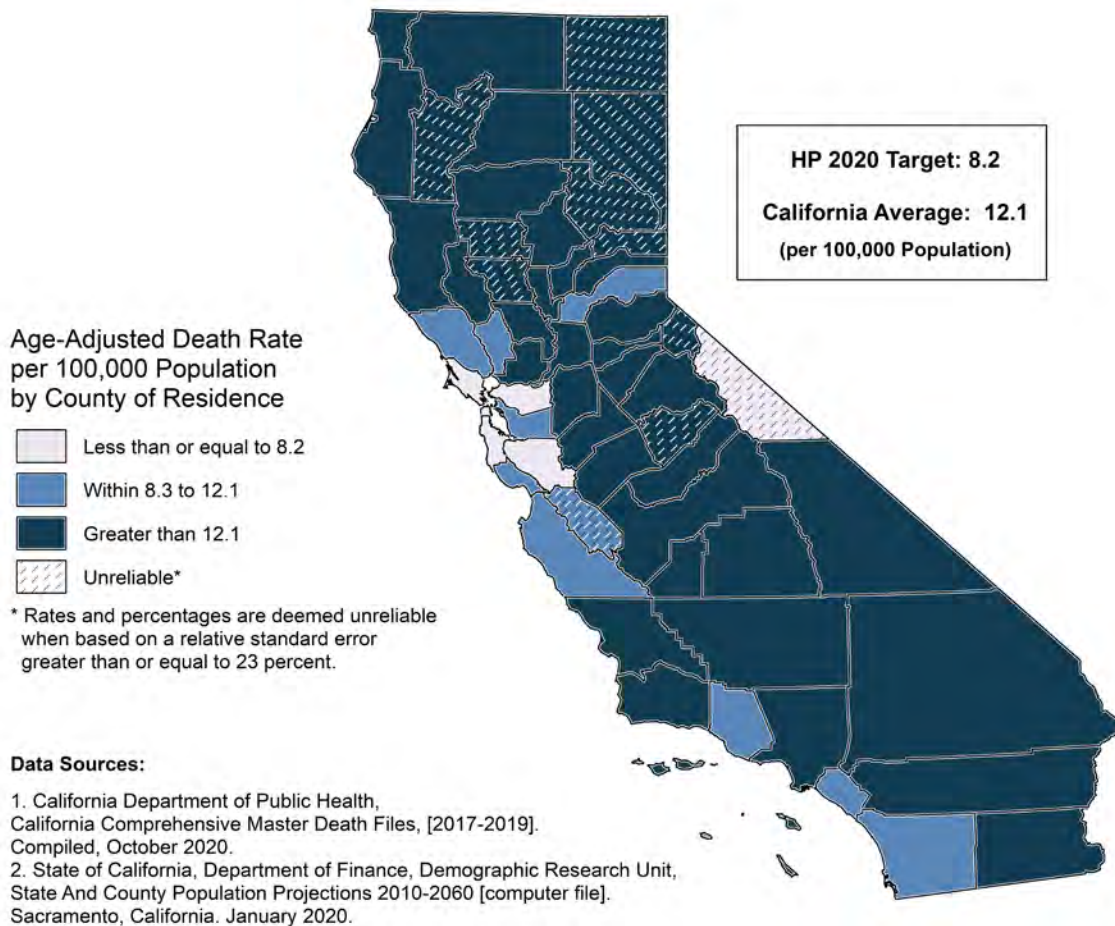 HP 2020 Target: 8.2
California Average: 12.1
(per 100,000 Population)
Age-Adjusted Death Rate
per 100,000 Population
by County of Residence
Less than or equal to 8.2
Within 8.3 to 12.1
Greater than 12.1
Unreliable*
* Rates and percentages are deemed unreliable
when based on a relative standard error
greater than or equal to 23 percent.
Data Sources:
1. California Department of Public Health,
California Comprehensive Master Death Files, [2017-2019].
Compiled, October 2020.
2. State of California, Department of Finance, Demographic Research Unit,
State And County Population Projections 2010-2060 [computer file].
Sacramento, California. January 2020.